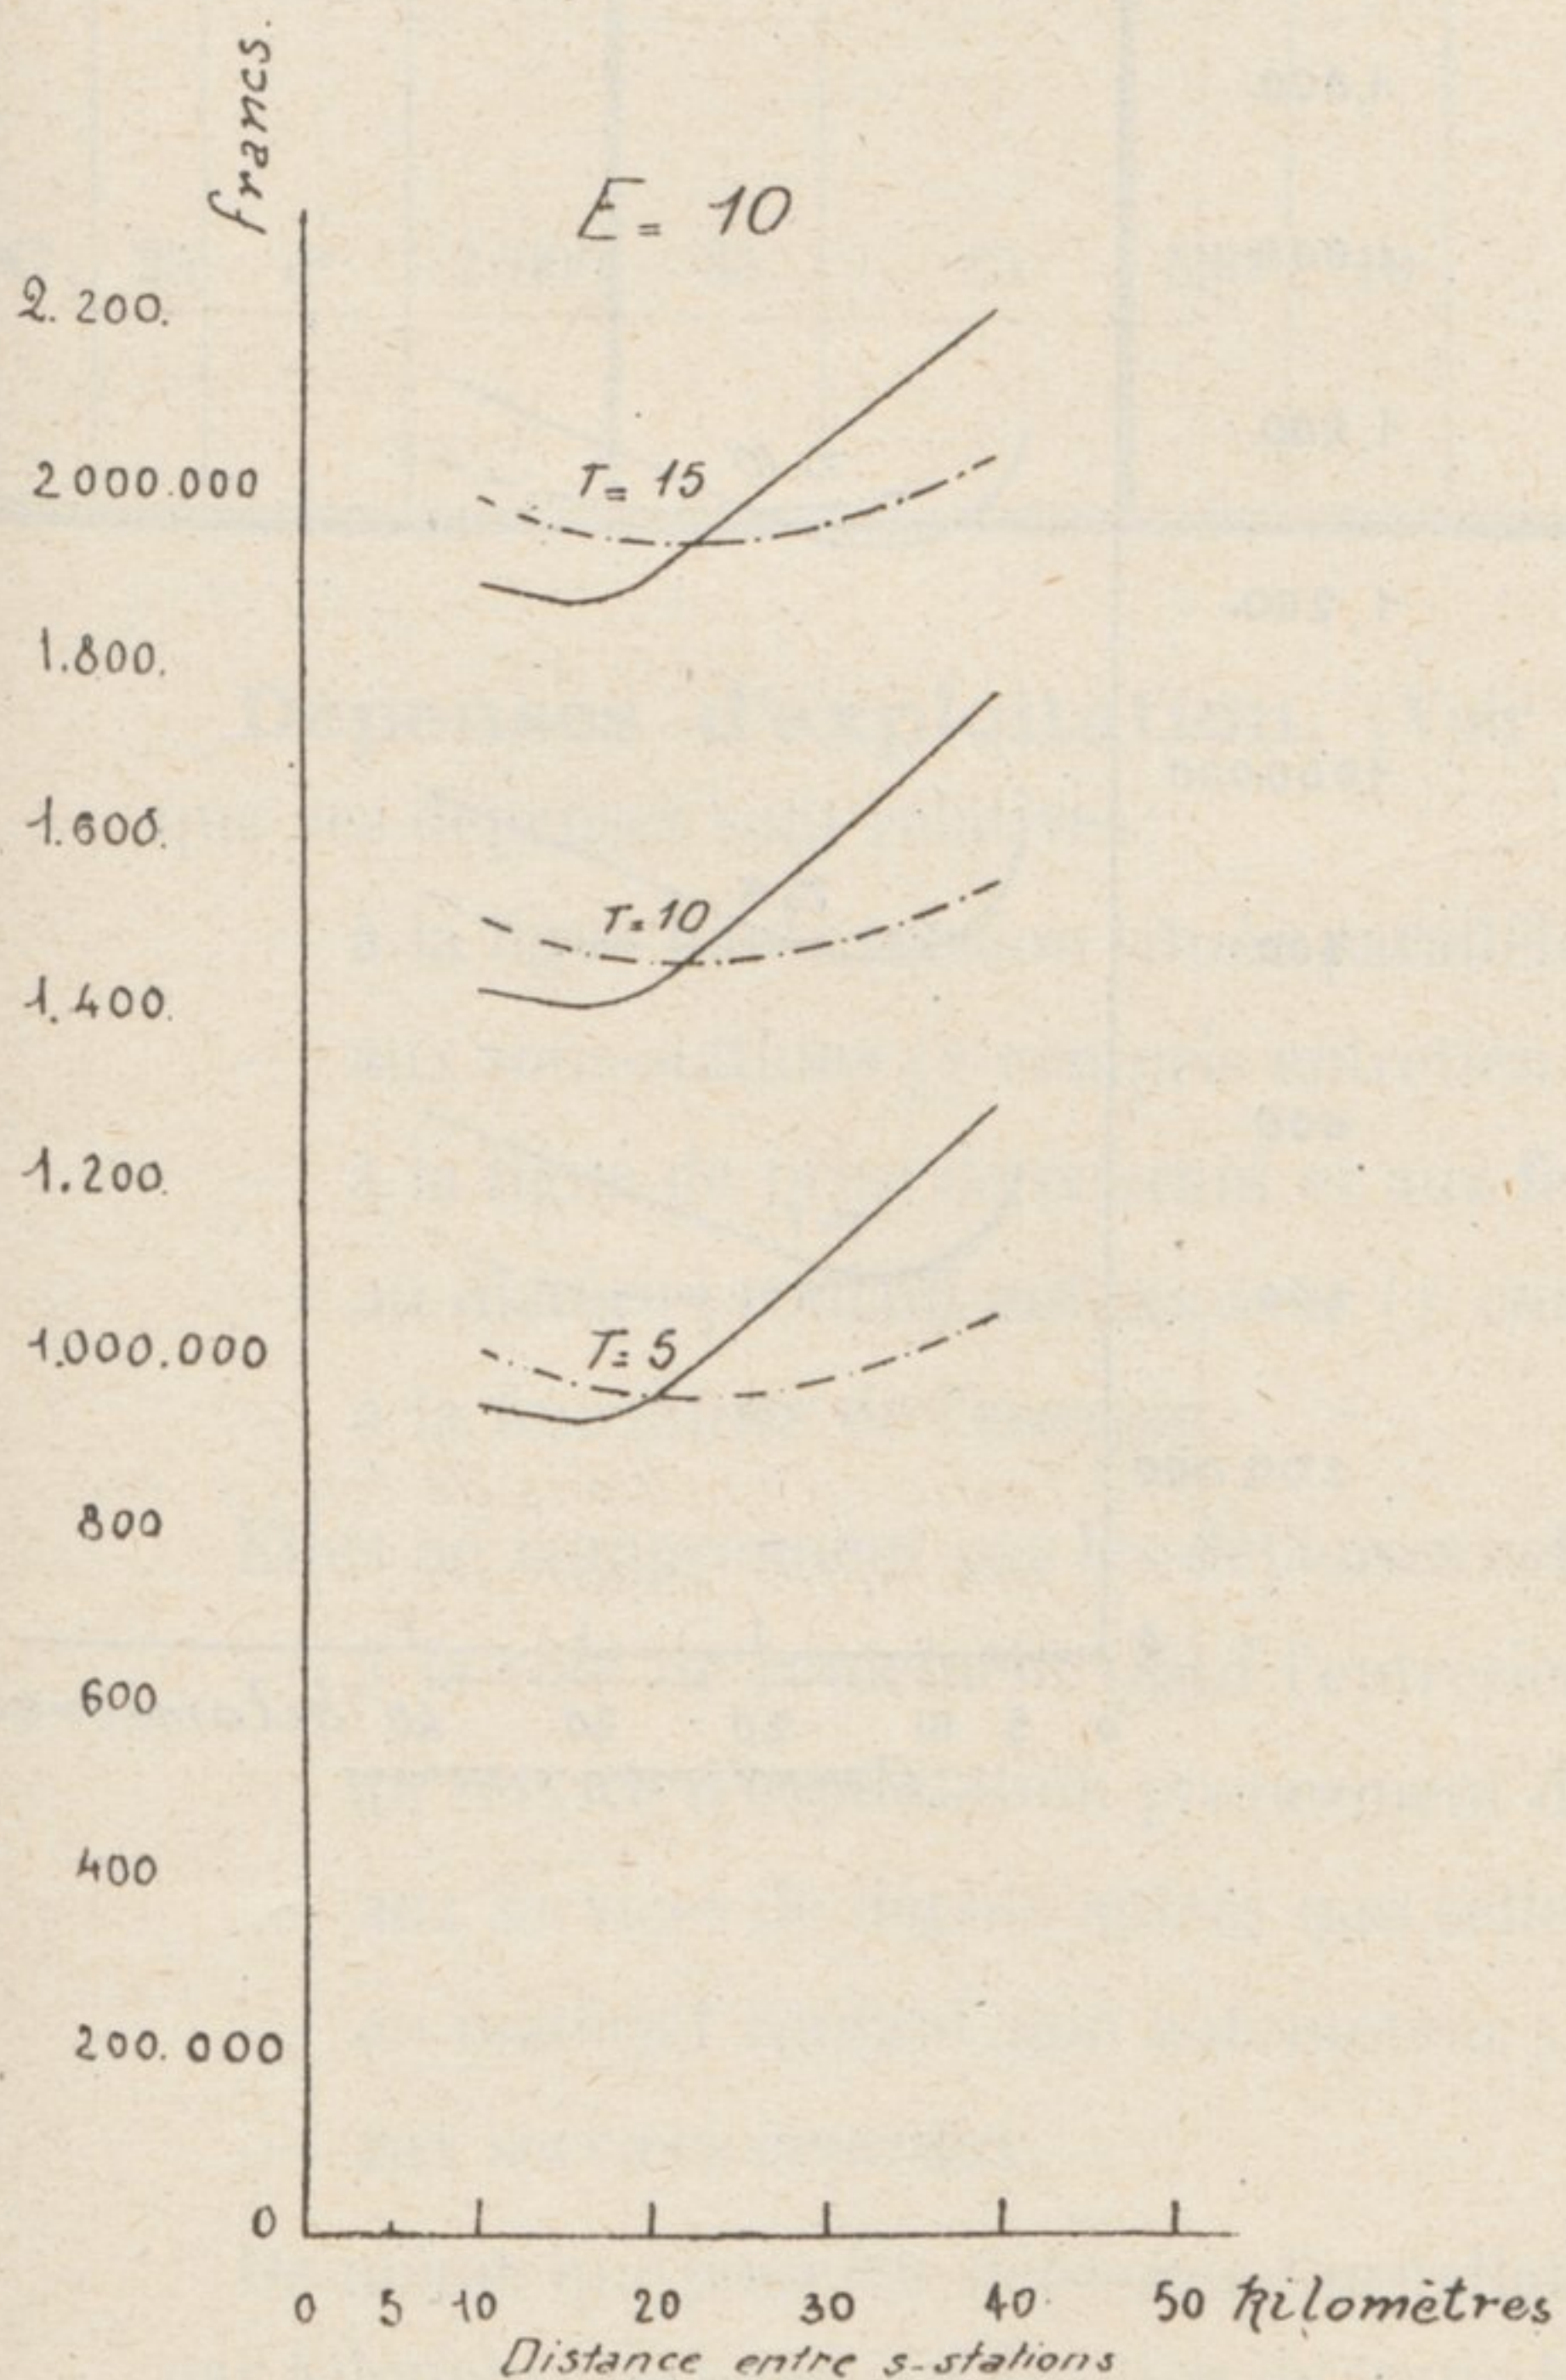 francs.
E = 10
2.200.
2000.000
T = 15
1.800.
1.600.
T = 10
1.400.
1.200.
1.000.000
T = 5
800
600
400
200.000
0
0 5 10 20 30 40 50 kilomètres
Distance entre s-stations